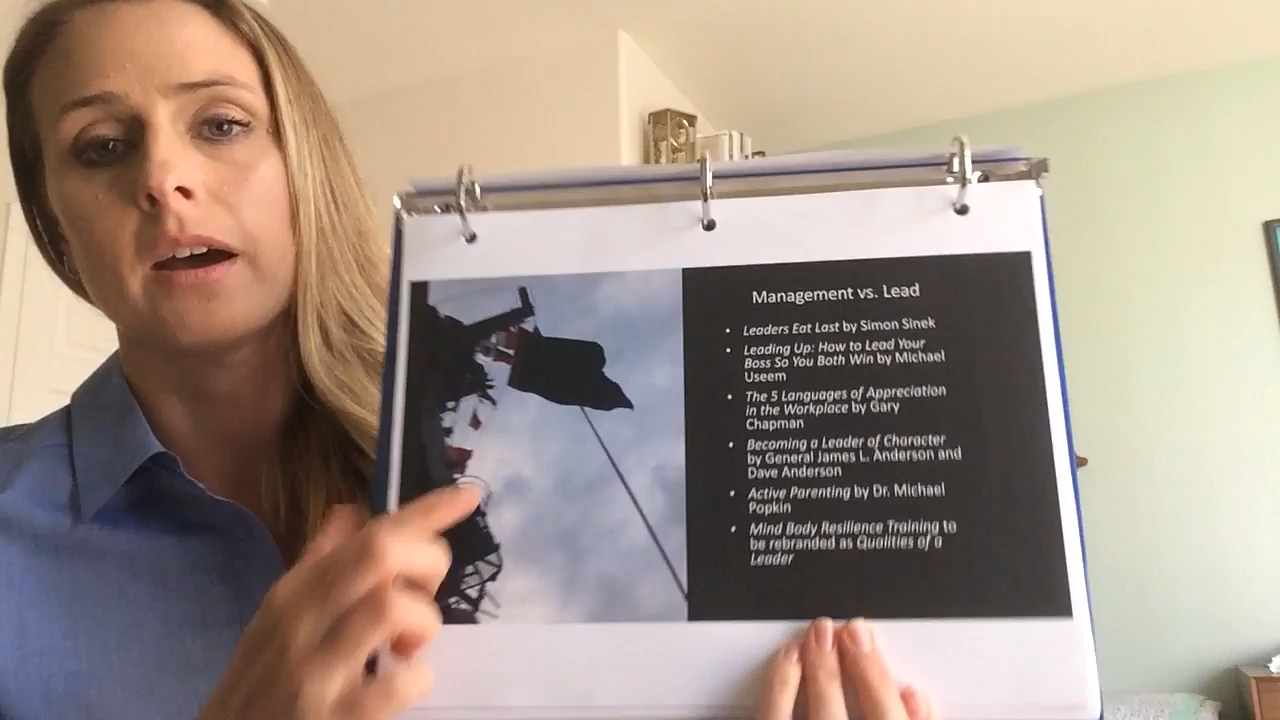 Management vs. Lead
• Leaders Eat Last by Simon Sinek
• Leading Up: How to Lead Your
Boss So You Both Win by Michael
Useem
• The 5 Languages of Appreciation
in the Workplace by Gary
Chapman
• Becoming a Leader of Character
by General James L. Anderson and
Dave Anderson
• Active Parenting by Dr. Michael
Popkin
• Mind Body Resilience Training to
be rebranded as Qualities of a
Leader